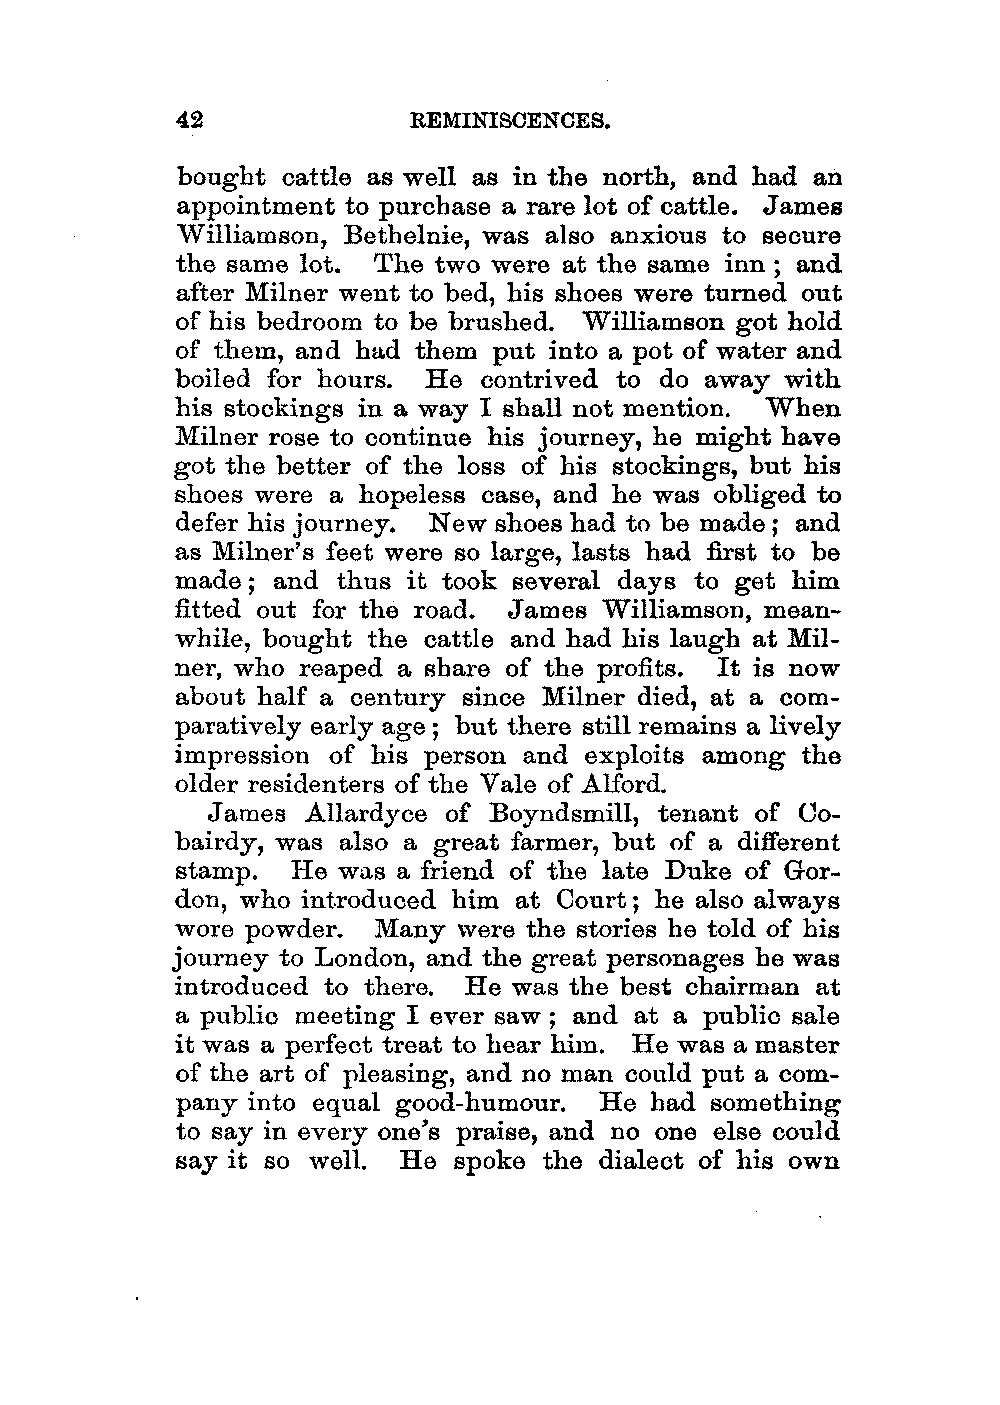 42 REMINISCENCES.
bought cattle as well as in the north, and had an
appointment to purchase a rare lot of cattle. James
Williamson, Bethelnie, was also anxious to secure
the same lot. The two were at the same inn ; and
after Milner went to bed, his shoes were turned out
of his bedroom to be brushed. Williamson got hold
of them, and had them put into a pot of water and
boiled for hours. He contrived to do away with
his stockings in a way I shall not mention. When
Milner rose to continue his journey, he might have
got the better of the loss of his stockings, but his
shoes were a hopeless case, and he was obliged to
defer his journey. New shoes had to be made ; and
as Milner's feet were so large, lasts had first to be
made ; and thus it took several days to get him
fitted out for the road. James Williamson, mean-
while, bought the cattle and had his laugh at Mil-
ner, who reaped a share of the profits. It is now
about half a century since Milner died, at a com-
paratively early age ; but there still remains a lively
impression of his person and exploits among the
older residenters of the Vale of Alford.
James Allardyce of Boyndsmill, tenant of Co-
bairdy, was also a great farmer, but of a different
stamp. He was a friend of the late Duke of Gor-
don, who introduced him at Court ; he also always
wore powder. Many were the stories he told of his
journey to London, and the great personages he was
introduced to there. He was the best chairman at
a public meeting I ever saw ; and at a public sale
it was a perfect treat to hear him. He was a master
of the art of pleasing, and no man could put a com-
pany into equal good-humour. He had something
to say in every one's praise, and no one else could
say it so well. He spoke the dialect of his own